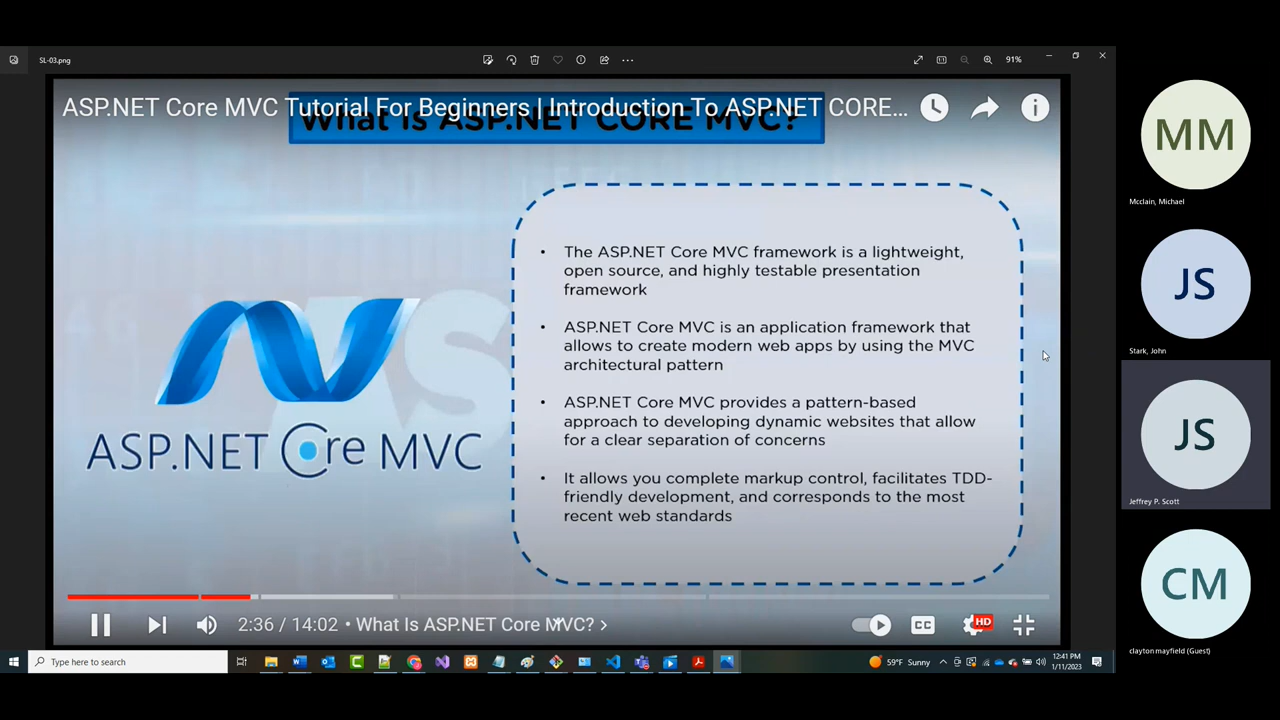 SL-03.png
91%
ASP.NET Core MVC Tutorial For Beginners | Introduction To ASP.NET CORE...
What Is ASP.NET CORE MVC?
• The ASP.NET Core MVC framework is a lightweight,
open source, and highly testable presentation
framework
• ASP.NET Core MVC is an application framework that
allows to create modern web apps by using the MVC
architectural pattern
• ASP.NET Core MVC provides a pattern-based
approach to developing dynamic websites that allow
for a clear separation of concerns
• It allows you complete markup control, facilitates TDD-
friendly development, and corresponds to the most
recent web standards
ASP.NET Core MVC
2:36 / 14:02 • What Is ASP.NET Core MVC? >
CC
HD
Type here to search
59°F Sunny
12:41 PM
1/11/2023
MM
Mcclain, Michael
JS
Stark, John
JS
Jeffrey P. Scott
CM
clayton mayfield (Guest)